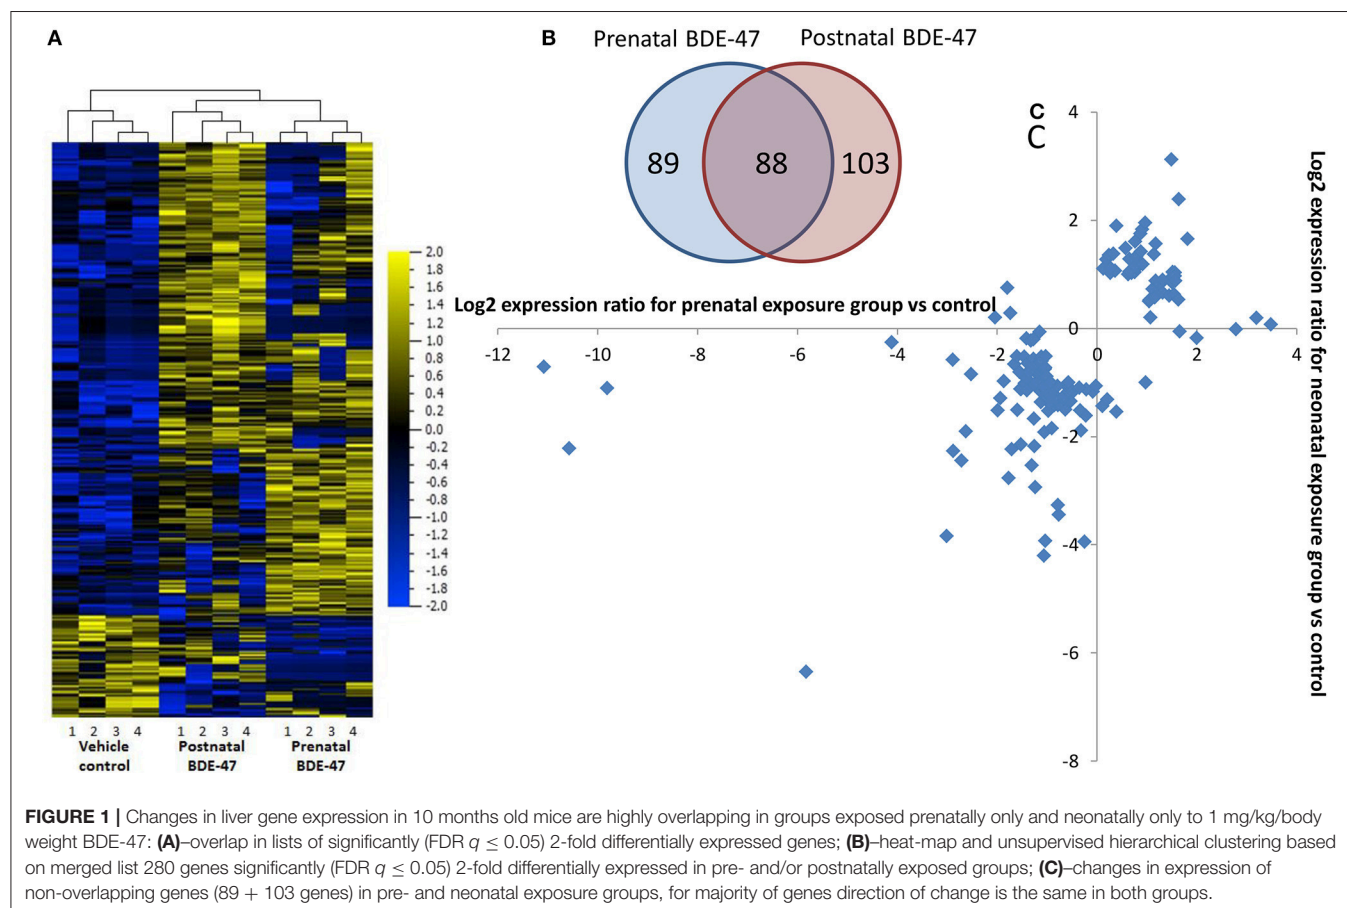 A
B
Prenatal BDE-47
Postnatal BDE-47
89
88
103
2.0
1.8
1.6
1.4
1.2
1.0
0.8
0.6
0.4
0.2
0.0
-0.2
-0.4
-0.6
-0.8
-1.0
-1.2
-1.4
-1.6
-1.8
-2.0
1 2 3 4 1 2 3 4 1 2 3 4
Vehicle control
Postnatal BDE-47
Prenatal BDE-47
C
C
Log2 expression ratio for prenatal exposure group vs control
-12 -10 -8 -6 -4 -2 0 2 4
4
2
0
-2
-4
-6
-8
Log2 expression ratio for neonatal exposure group vs control
FIGURE 1 | Changes in liver gene expression in 10 months old mice are highly overlapping in groups exposed prenatally only and neonatally only to 1 mg/kg/body
weight BDE-47: (A)–overlap in lists of significantly (FDR q ≤ 0.05) 2-fold differentially expressed genes; (B)–heat-map and unsupervised hierarchical clustering based
on merged list 280 genes significantly (FDR q ≤ 0.05) 2-fold differentially expressed in pre- and/or postnatally exposed groups; (C)–changes in expression of
non-overlapping genes (89 + 103 genes) in pre- and neonatal exposure groups, for majority of genes direction of change is the same in both groups.